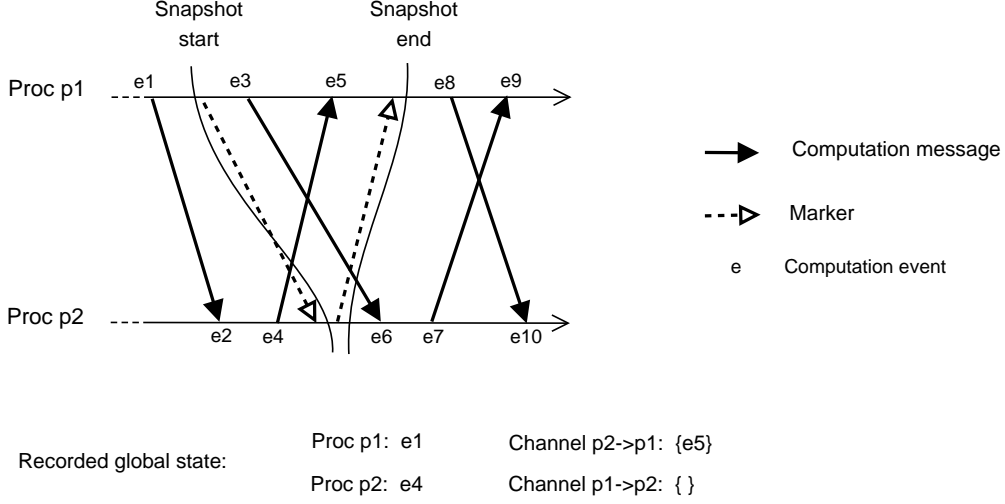 Snapshot start
Snapshot end
e1
e3
e5
e8
e9
Proc p1
Computation message
Marker
e Computation event
Proc p2
e2
e4
e6
e7
e10
Recorded global state:
Proc p1: e1
Channel p2->p1: {e5}
Proc p2: e4
Channel p1->p2: { }